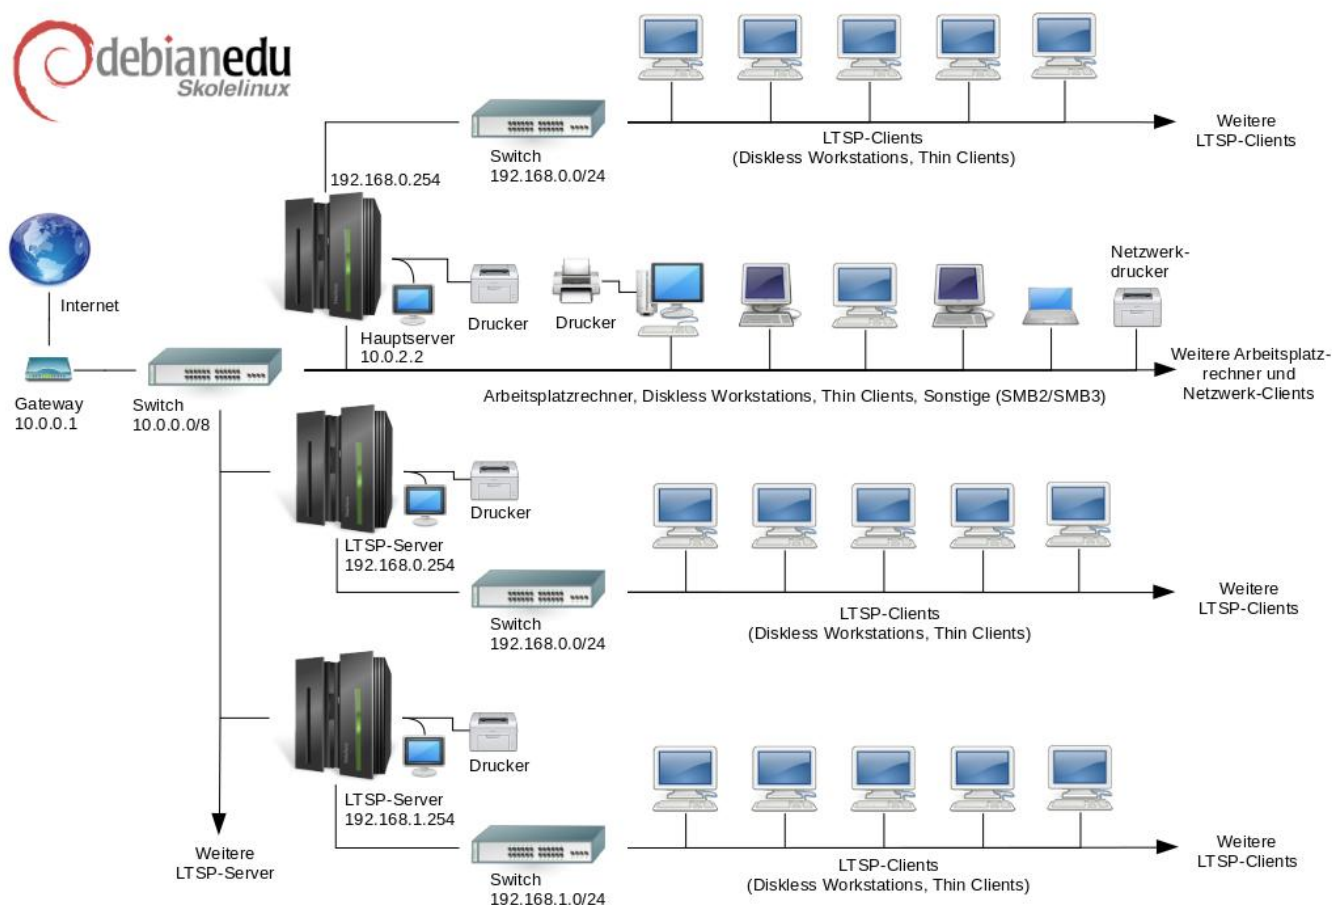 debianedu
Skolelinux
Switch
192.168.0.0/24
LTSP-Clients
(Diskless Workstations, Thin Clients)
Weitere
LTSP-Clients
192.168.0.254
Internet
Hauptserver
10.0.2.2
Drucker
Drucker
Netzwerk-
drucker
Gateway
10.0.0.1
Switch
10.0.0.0/8
Arbeitsplatzrechner, Diskless Workstations, Thin Clients, Sonstige (SMB2/SMB3)
Weitere Arbeitsplatz-
rechner und
Netzwerk-Clients
Drucker
LTSP-Server
192.168.0.254
Switch
192.168.0.0/24
LTSP-Clients
(Diskless Workstations, Thin Clients)
Weitere
LTSP-Clients
Drucker
LTSP-Server
192.168.1.254
Weitere
LTSP-Server
Switch
192.168.1.0/24
LTSP-Clients
(Diskless Workstations, Thin Clients)
Weitere
LTSP-Clients